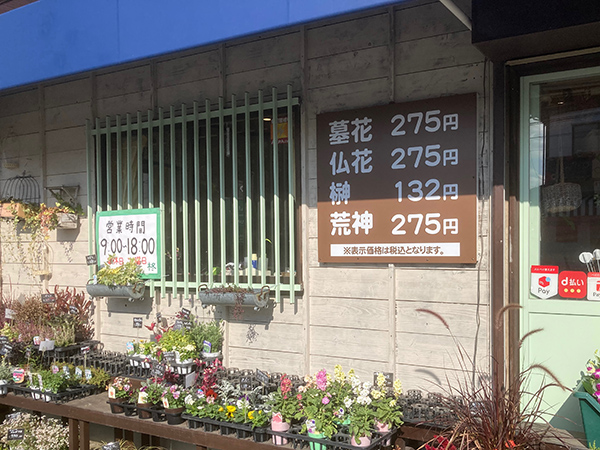 営業時間
9:00-18:00
墓花 275円
仏花 275円
榊 132円
荒神 275円
※表示価格は税込となります。
Pay
d払い